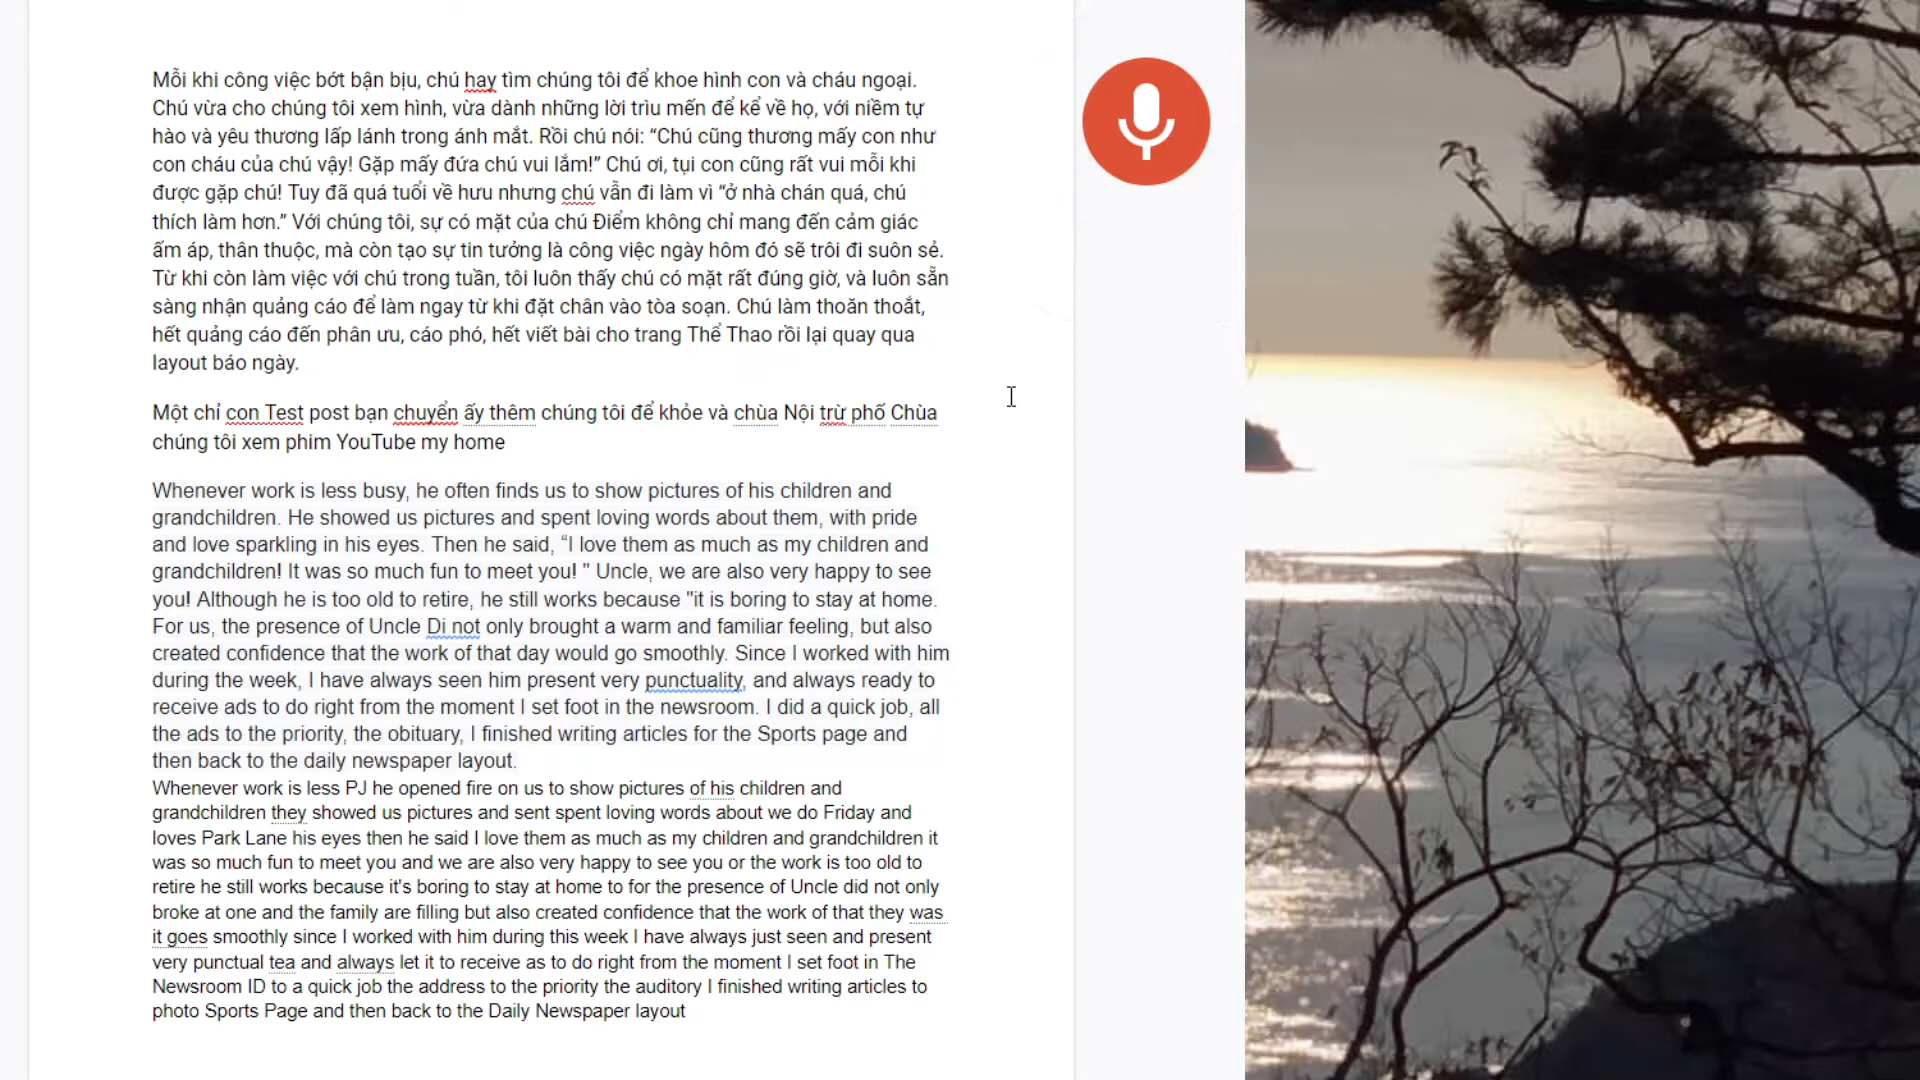 Mỗi khi công việc bớt bận bịu, chú hay tìm chúng tôi để khoe hình con và cháu ngoại.
Chú vừa cho chúng tôi xem hình, vừa dành những lời trìu mến để kể về họ, với niềm tự
hào và yêu thương lấp lánh trong ánh mắt. Rồi chú nói: “Chú cũng thương mấy con như
con cháu của chú vậy! Gặp mấy đứa chú vui lắm!” Chú ơi, tụi con cũng rất vui mỗi khi
được gặp chú! Tuy đã quá tuổi về hưu nhưng chú vẫn đi làm vì “ở nhà chán quá, chú
thích làm hơn.” Với chúng tôi, sự có mặt của chú Điểm không chỉ mang đến cảm giác
ấm áp, thân thuộc, mà còn tạo sự tin tưởng là công việc ngày hôm đó sẽ trôi đi suôn sẻ.
Từ khi còn làm việc với chú trong tuần, tôi luôn thấy chú có mặt rất đúng giờ, và luôn sẵn
sàng nhận quảng cáo để làm ngay từ khi đặt chân vào tòa soạn. Chú làm thoăn thoắt,
hết quảng cáo đến phân ưu, cáo phó, hết viết bài cho trang Thể Thao rồi lại quay qua
layout báo ngày.
Một chỉ con Test post bạn chuyển ấy thêm chúng tôi để khỏe và chùa Nội trừ phố Chùa
chúng tôi xem phim YouTube my home
Whenever work is less busy, he often finds us to show pictures of his children and
grandchildren. He showed us pictures and spent loving words about them, with pride
and love sparkling in his eyes. Then he said, “I love them as much as my children and
grandchildren! It was so much fun to meet you! " Uncle, we are also very happy to see
you! Although he is too old to retire, he still works because "it is boring to stay at home.
For us, the presence of Uncle Di not only brought a warm and familiar feeling, but also
created confidence that the work of that day would go smoothly. Since I worked with him
during the week, I have always seen him present very punctuality, and always ready to
receive ads to do right from the moment I set foot in the newsroom. I did a quick job, all
the ads to the priority, the obituary, I finished writing articles for the Sports page and
then back to the daily newspaper layout.
Whenever work is less PJ he opened fire on us to show pictures of his children and
grandchildren they showed us pictures and sent spent loving words about we do Friday and
loves Park Lane his eyes then he said I love them as much as my children and grandchildren it
was so much fun to meet you and we are also very happy to see you or the work is too old to
retire he still works because it's boring to stay at home to for the presence of Uncle did not only
broke at one and the family are filling but also created confidence that the work of that they was
it goes smoothly since I worked with him during this week I have always just seen and present
very punctual tea and always let it to receive as to do right from the moment I set foot in The
Newsroom ID to a quick job the address to the priority the auditory I finished writing articles to
photo Sports Page and then back to the Daily Newspaper layout